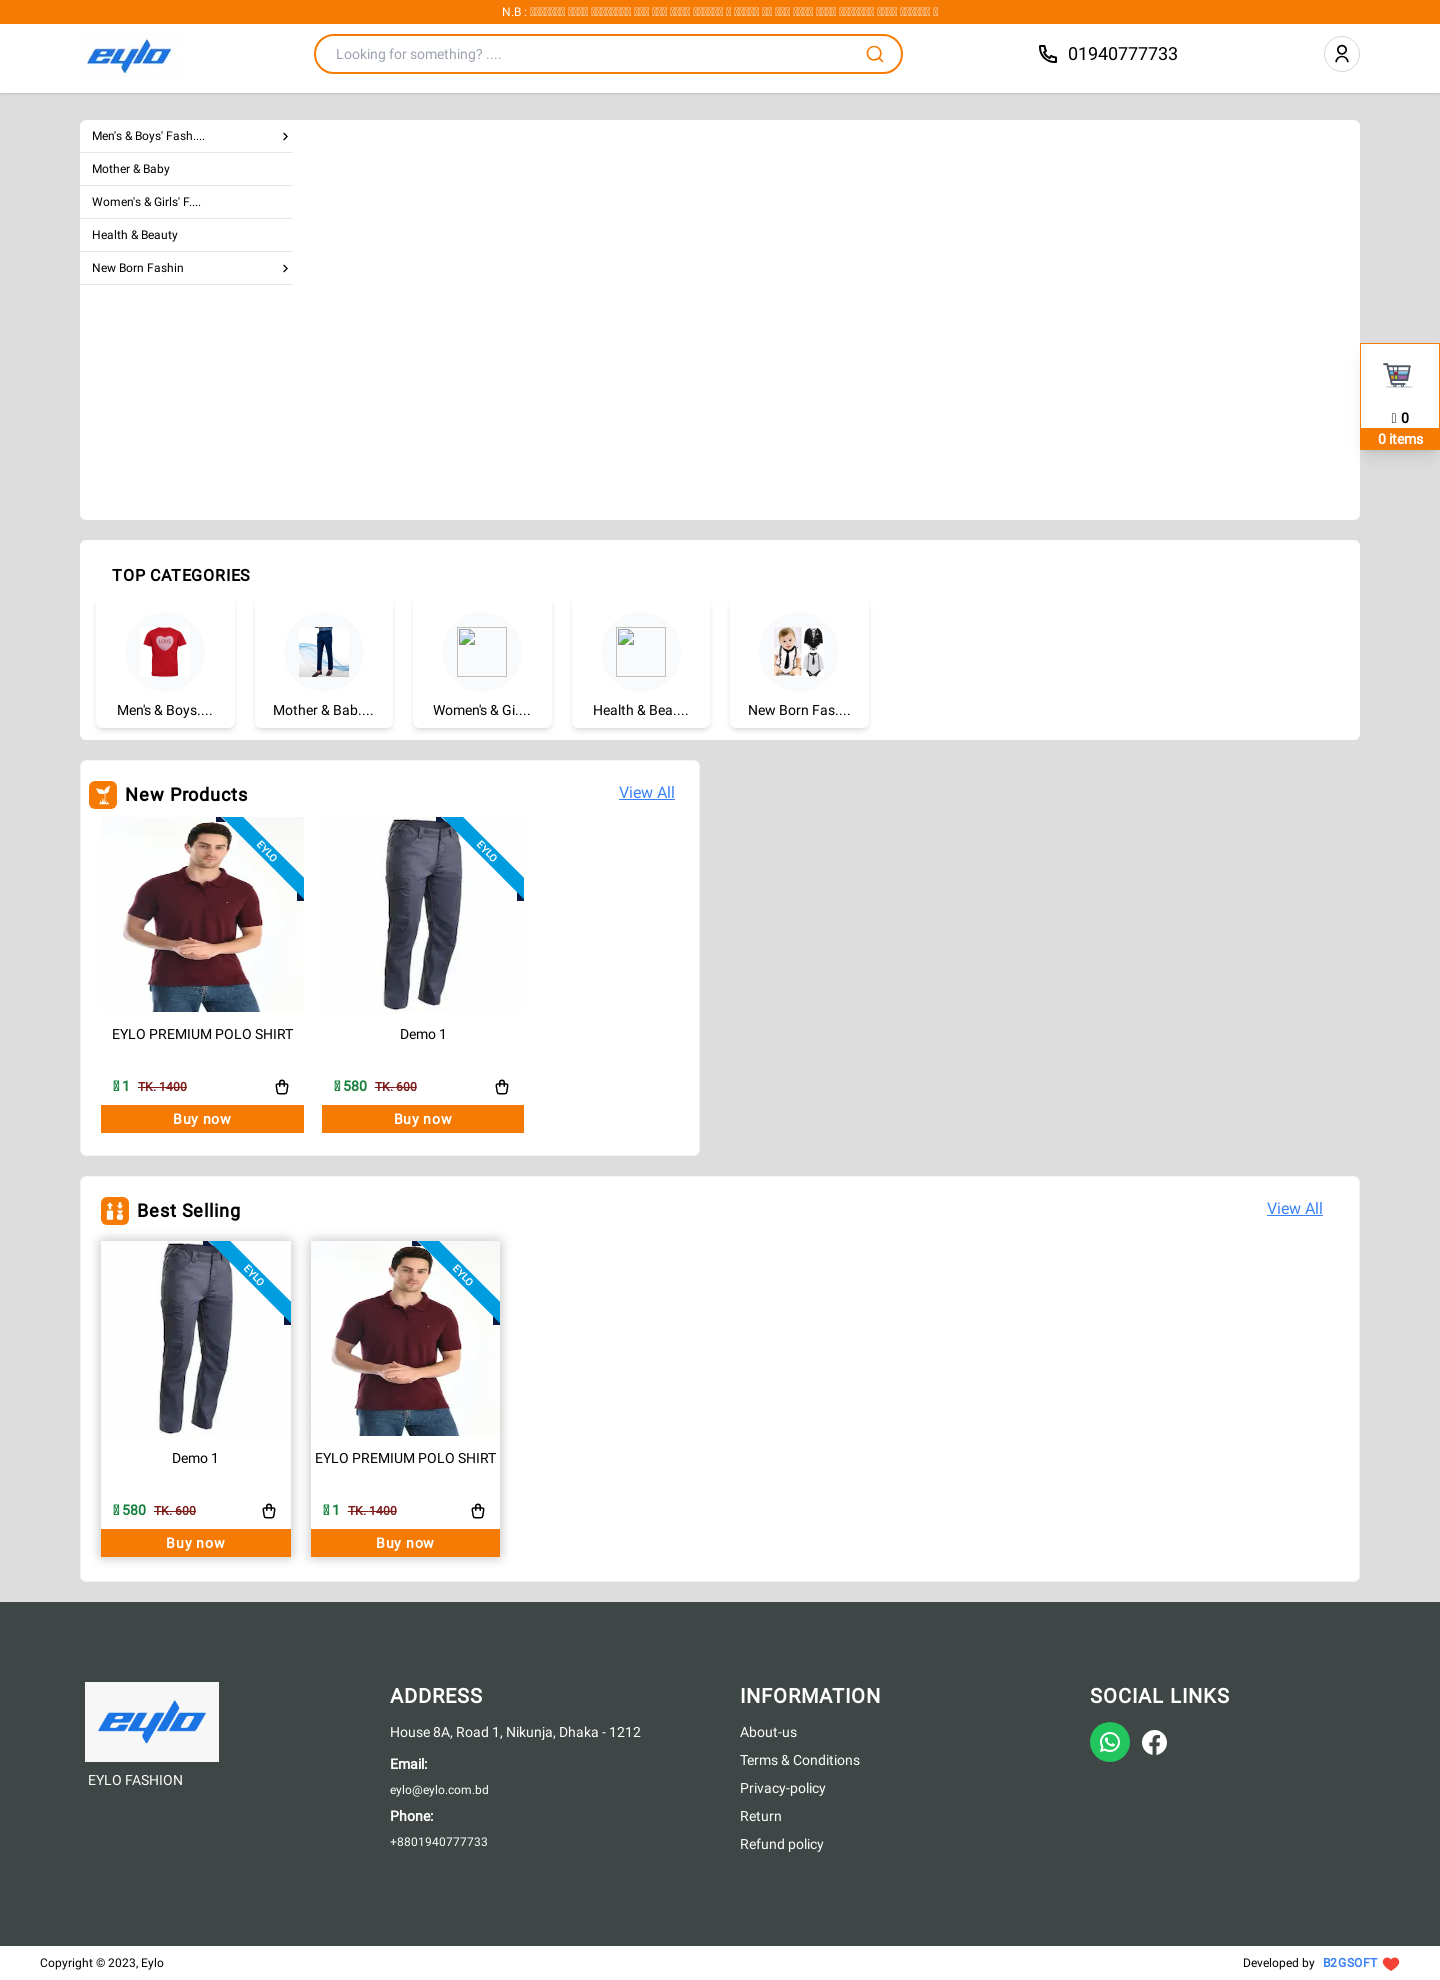 N.B :
eylo
Looking for something? ....
01940777733
Men's & Boys' Fash....
Mother & Baby
Women's & Girls' F....
Health & Beauty
New Born Fashin
0
0 items
TOP CATEGORIES
Men's & Boys....
Mother & Bab....
Women's & Gi....
Health & Bea....
New Born Fas....
New Products
View All
EYLO
EYLO
EYLO PREMIUM POLO SHIRT
Demo 1
1 TK. 1400
580 TK. 600
Buy now
Buy now
Best Selling
View All
EYLO
EYLO
Demo 1
EYLO PREMIUM POLO SHIRT
580 TK. 600
1 TK. 1400
Buy now
Buy now
eylo
EYLO FASHION
ADDRESS
House 8A, Road 1, Nikunja, Dhaka - 1212
Email:
eylo@eylo.com.bd
Phone:
+8801940777733
INFORMATION
About-us
Terms & Conditions
Privacy-policy
Return
Refund policy
SOCIAL LINKS
Copyright © 2023, Eylo
Developed by B2GSOFT